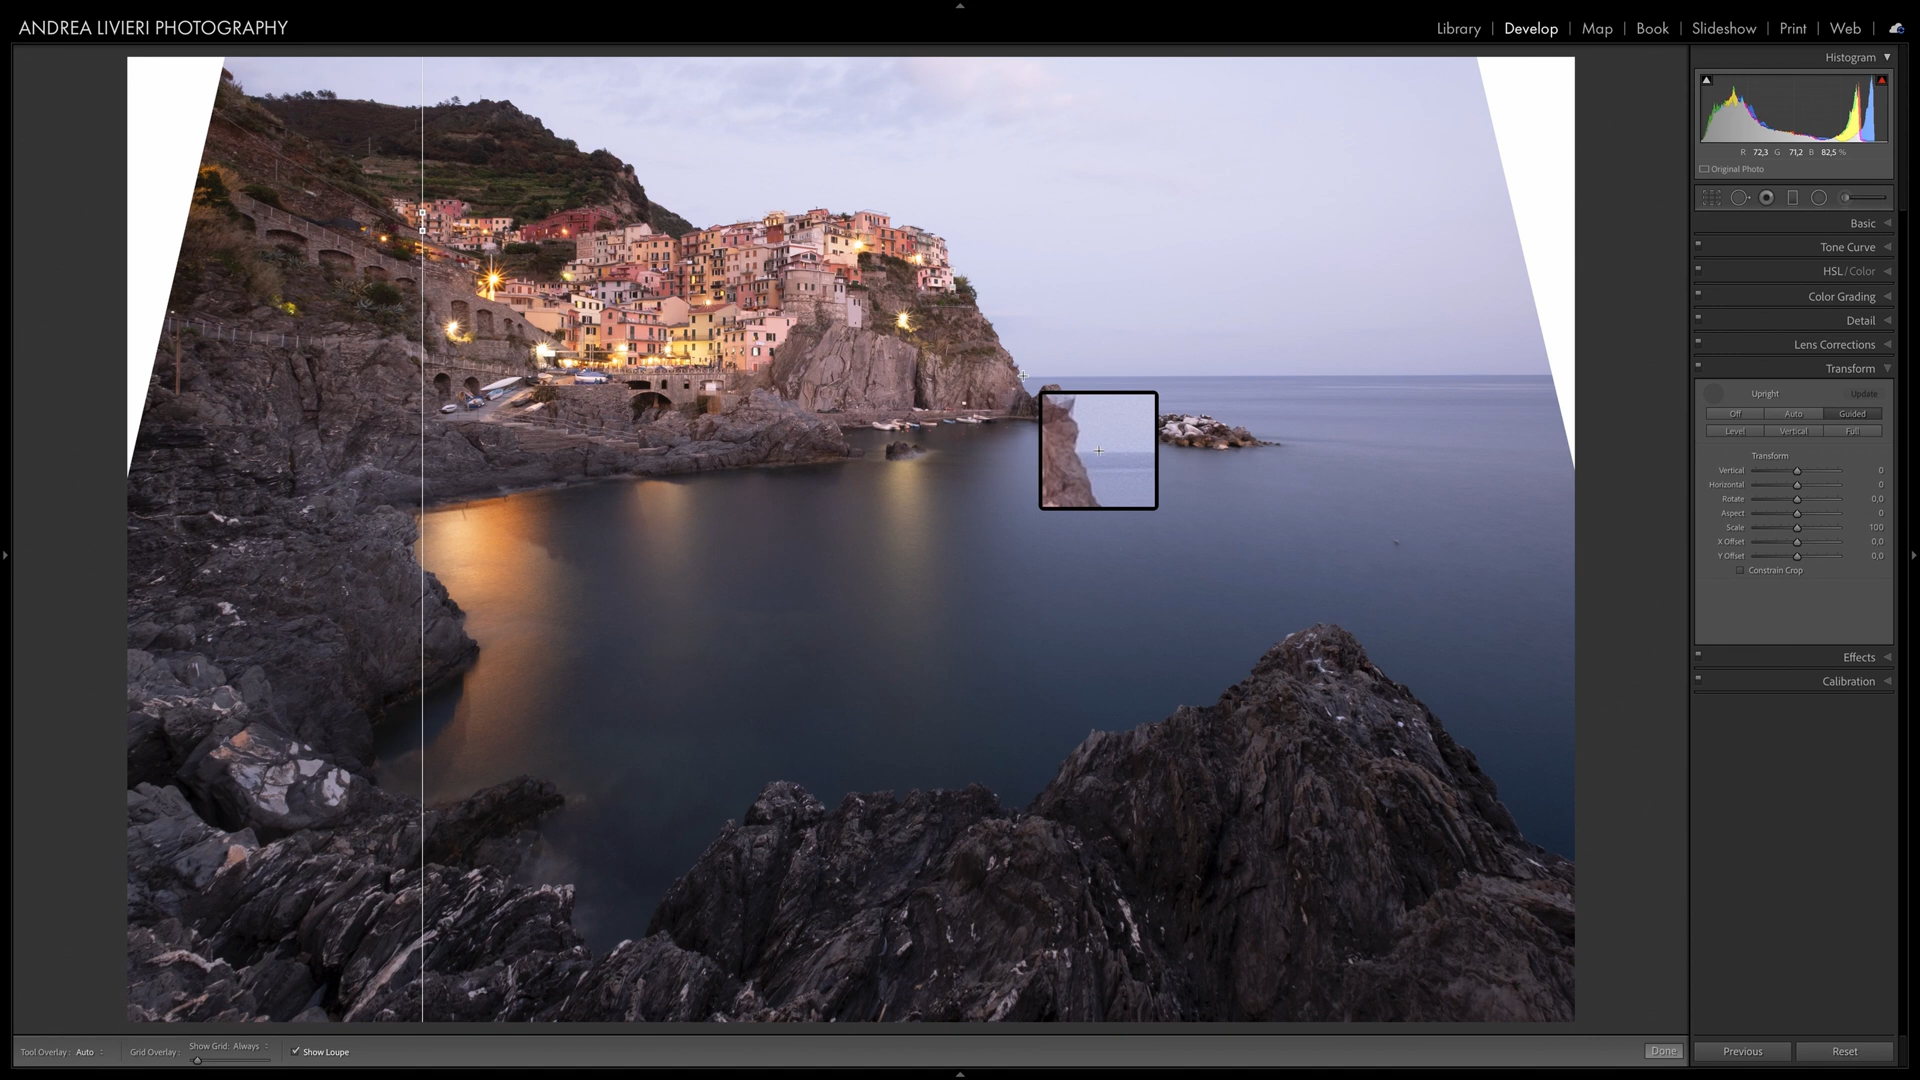 ANDREA LIVIERI PHOTOGRAPHY
Library | Develop | Map | Book | Slideshow | Print | Web |
Histogram
R 72,3 G 71,2 B 82,5 %
Original Photo
Basic
Tone Curve
HSL / Color
Color Grading
Detail
Lens Corrections
Transform
Upright Update
Off Auto Guided
Level Vertical Full
Transform
Vertical 0
Horizontal 0
Rotate 0,0
Aspect 0
Scale 100
X Offset 0,0
Y Offset 0,0
Constrain Crop
Effects
Calibration
Tool Overlay: Auto Grid Overlay: Show Grid: Always Show Loupe Done
Previous Reset